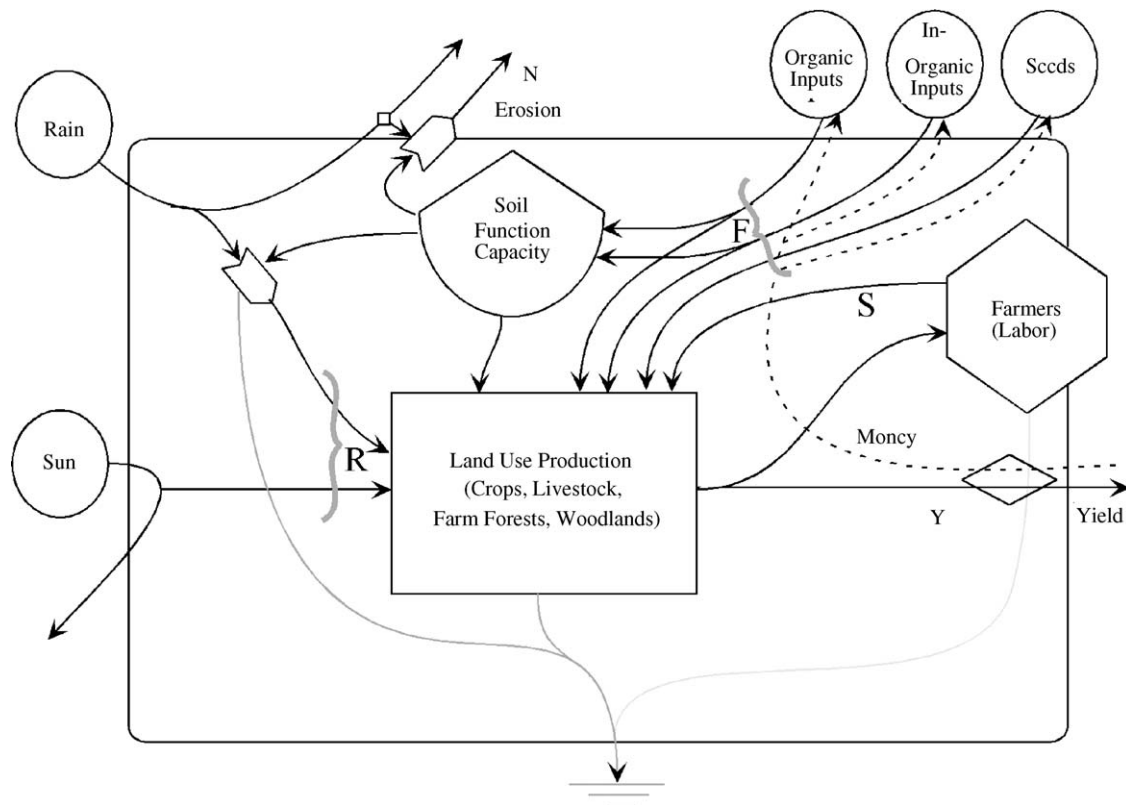 Rain
N
Erosion
Organic
Inputs
In-
Organic
Inputs
Sccds
Soil
Function
Capacity
F
S
Farmers
(Labor)
Sun
R
Land Use Production
(Crops, Livestock,
Farm Forests, Woodlands)
Moncy
Y
Yield